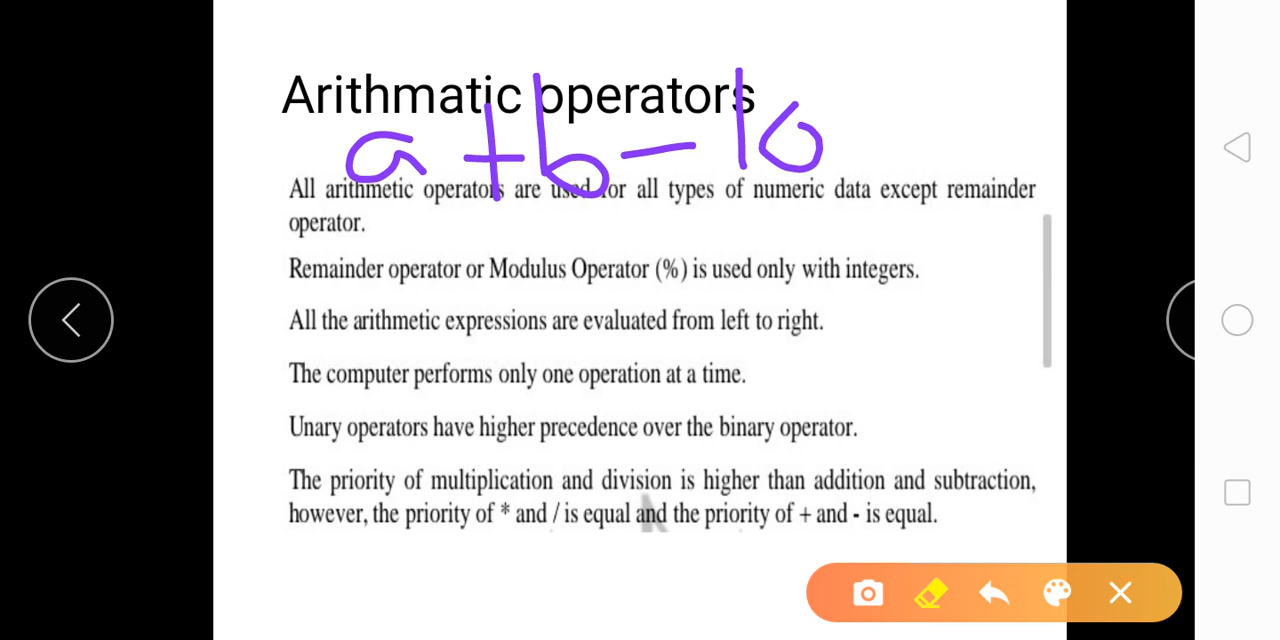 Arithmatic operators
a+b-10
All arithmetic operators are used for all types of numeric data except remainder
operator.
Remainder operator or Modulus Operator (%) is used only with integers.
All the arithmetic expressions are evaluated from left to right.
The computer performs only one operation at a time.
Unary operators have higher precedence over the binary operator.
The priority of multiplication and division is higher than addition and subtraction,
however, the priority of * and / is equal and the priority of + and - is equal.